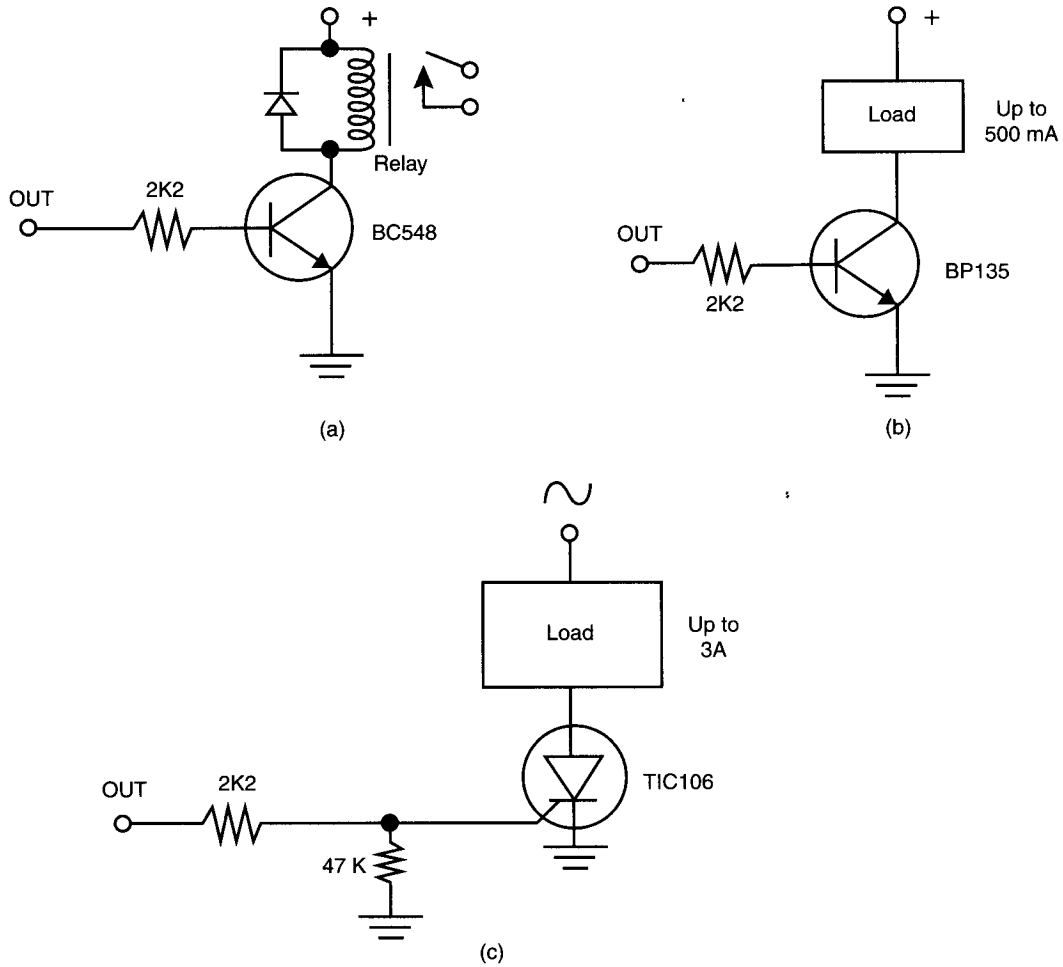 +
Relay
OUT
2K2
BC548
(a)
+
Load
Up to
500 mA
OUT
2K2
BP135
(b)
Load
Up to
3A
TIC106
OUT
2K2
47 K
(c)